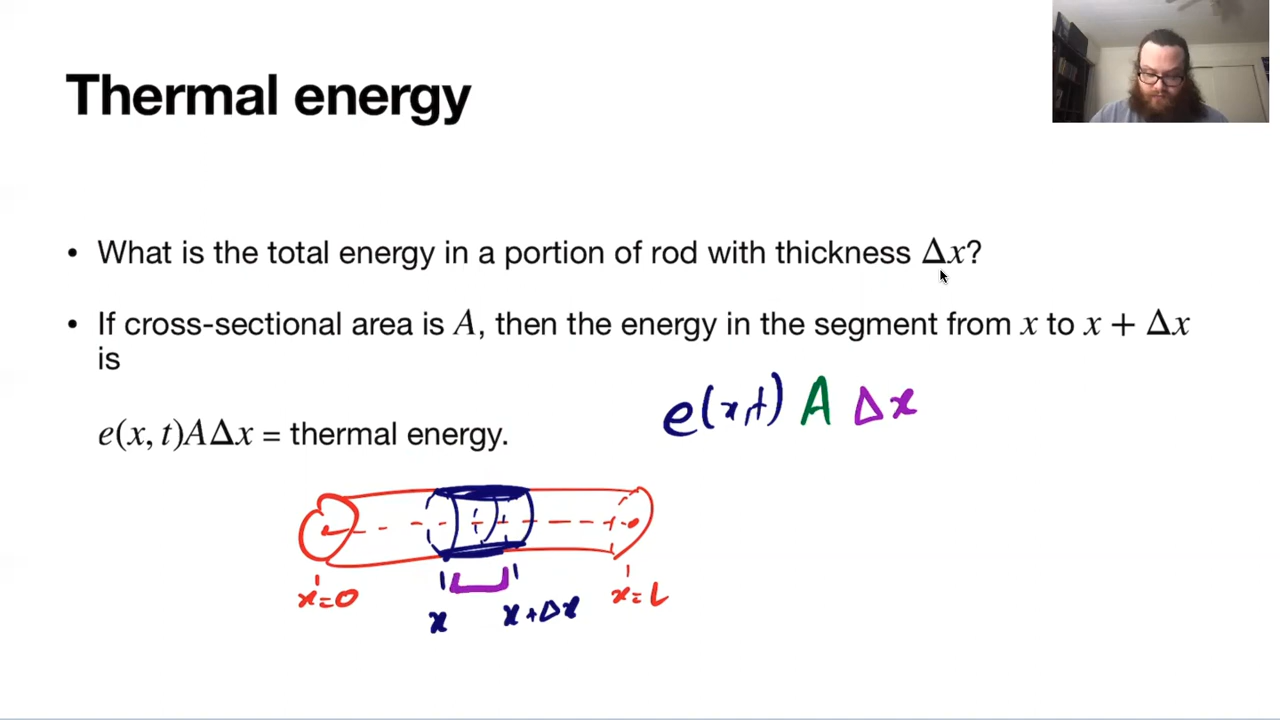 Thermal energy
• What is the total energy in a portion of rod with thickness Δx?
• If cross-sectional area is A, then the energy in the segment from x to x + Δx
is
e(x,t) A Δx
e(x, t)AΔx = thermal energy.
x=0
x
x+Δx
x=L